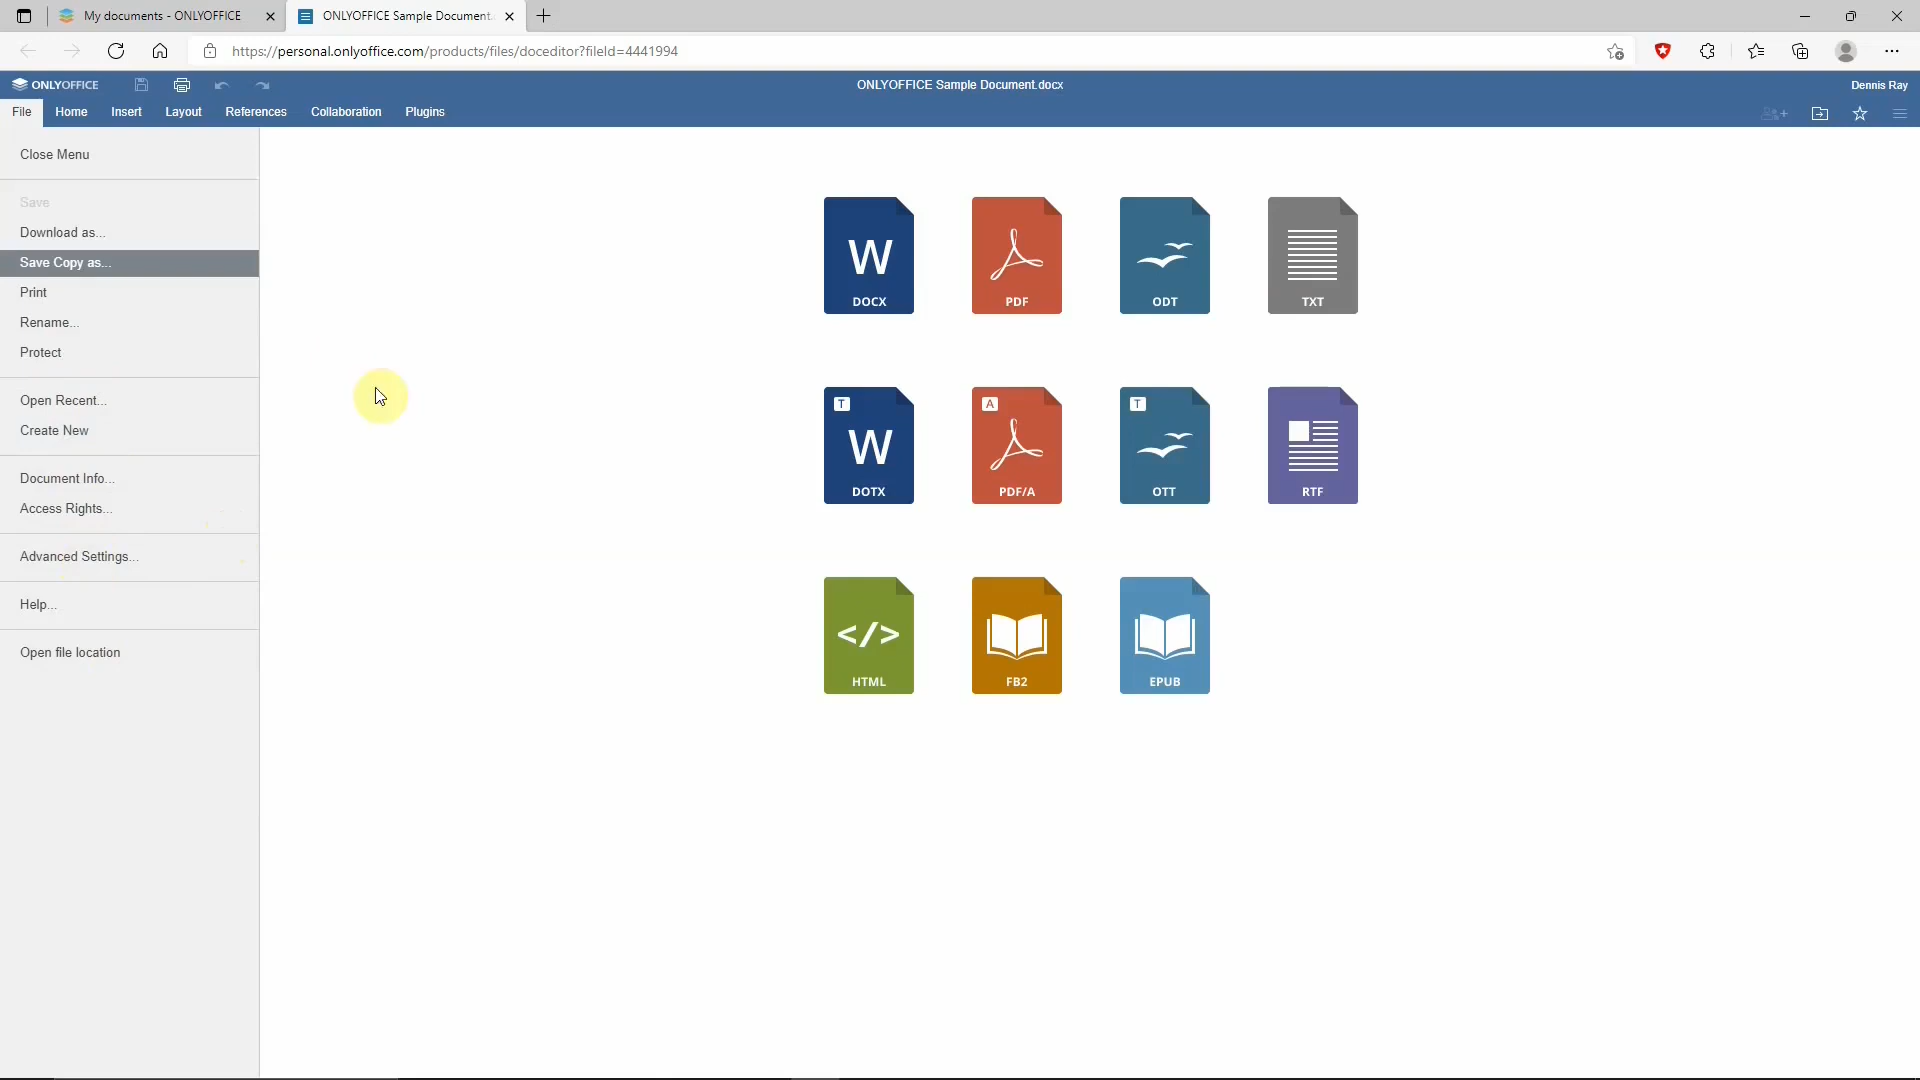 My documents - ONLYOFFICE
ONLYOFFICE Sample Document.
https://personal.onlyoffice.com/products/files/doceditor?fileId=4441994
ONLYOFFICE
ONLYOFFICE Sample Document.docx
Dennis Ray
File Home Insert Layout References Collaboration Plugins
Close Menu
Save
Download as...
Save Copy as...
Print
Rename...
Protect
Open Recent...
Create New
Document Info...
Access Rights...
Advanced Settings...
Help...
Open file location
W DOCX
PDF
ODT
TXT
T W DOTX
A PDF/A
T OTT
RTF
</> HTML
FB2
EPUB